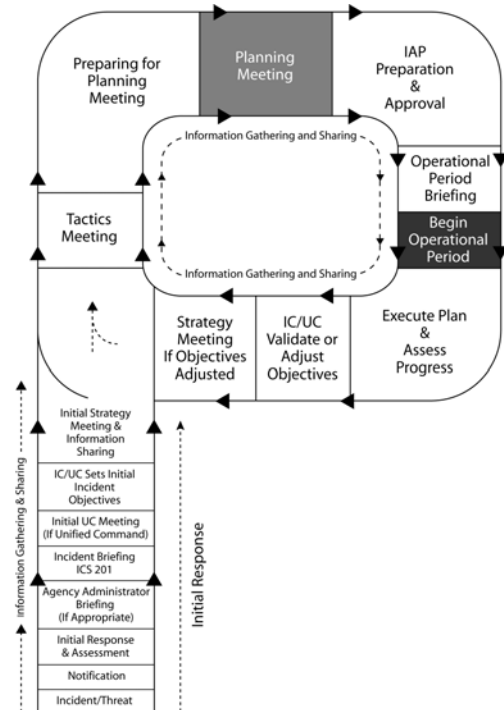 Preparing for
Planning
Meeting
Planning
Meeting
IAP
Preparation
&
Approval
Information Gathering and Sharing
Operational
Period
Briefing
Tactics
Meeting
Begin
Operational
Period
Information Gathering and Sharing
Strategy
Meeting
If Objectives
Adjusted
IC/UC
Validate or
Adjust
Objectives
Execute Plan
&
Assess
Progress
Initial Strategy
Meeting &
Information
Sharing
IC/UC Sets Initial
Incident
Objectives
Initial UC Meeting
(If Unified Command)
Incident Briefing
ICS 201
Agency Administrator
Briefing
(If Appropriate)
Initial Response
& Assessment
Notification
Incident/Threat
Information Gathering & Sharing
Initial Response